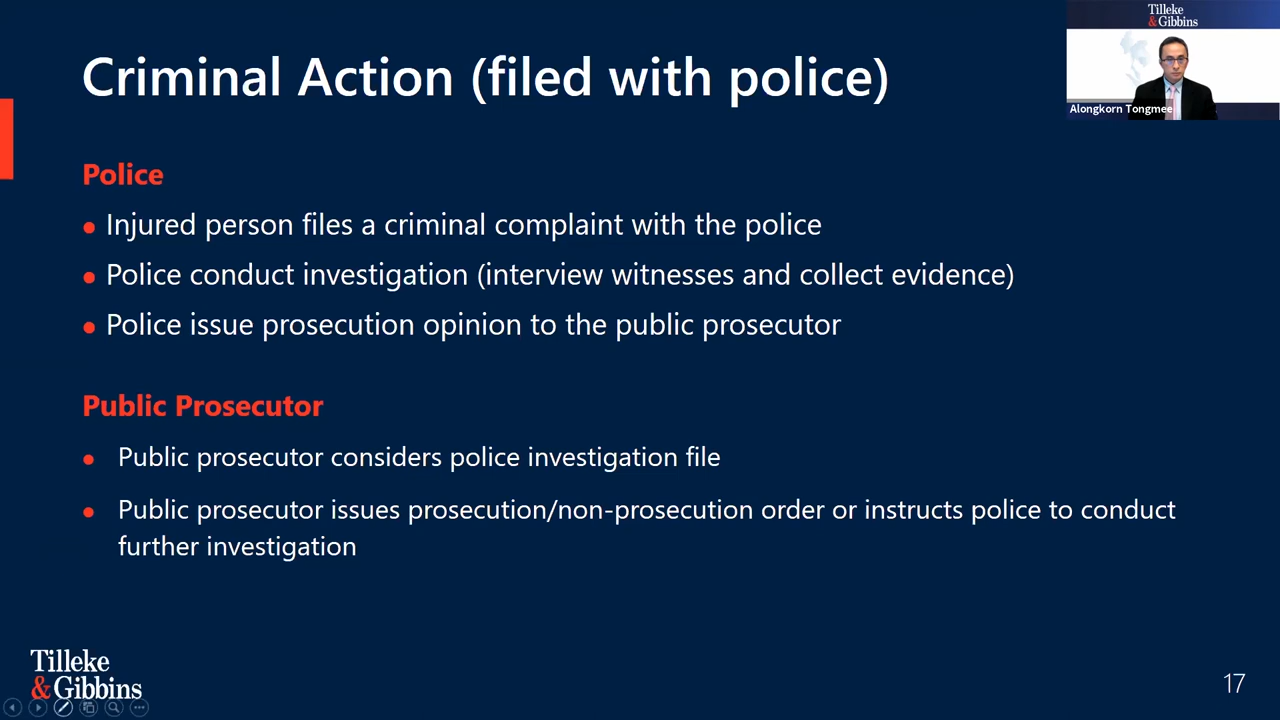 Criminal Action (filed with police)
Tilleke
& Gibbins
Alongkorn Tongmee
Police
• Injured person files a criminal complaint with the police
• Police conduct investigation (interview witnesses and collect evidence)
• Police issue prosecution opinion to the public prosecutor
Public Prosecutor
• Public prosecutor considers police investigation file
• Public prosecutor issues prosecution/non-prosecution order or instructs police to conduct
further investigation
Tilleke
& Gibbins
17